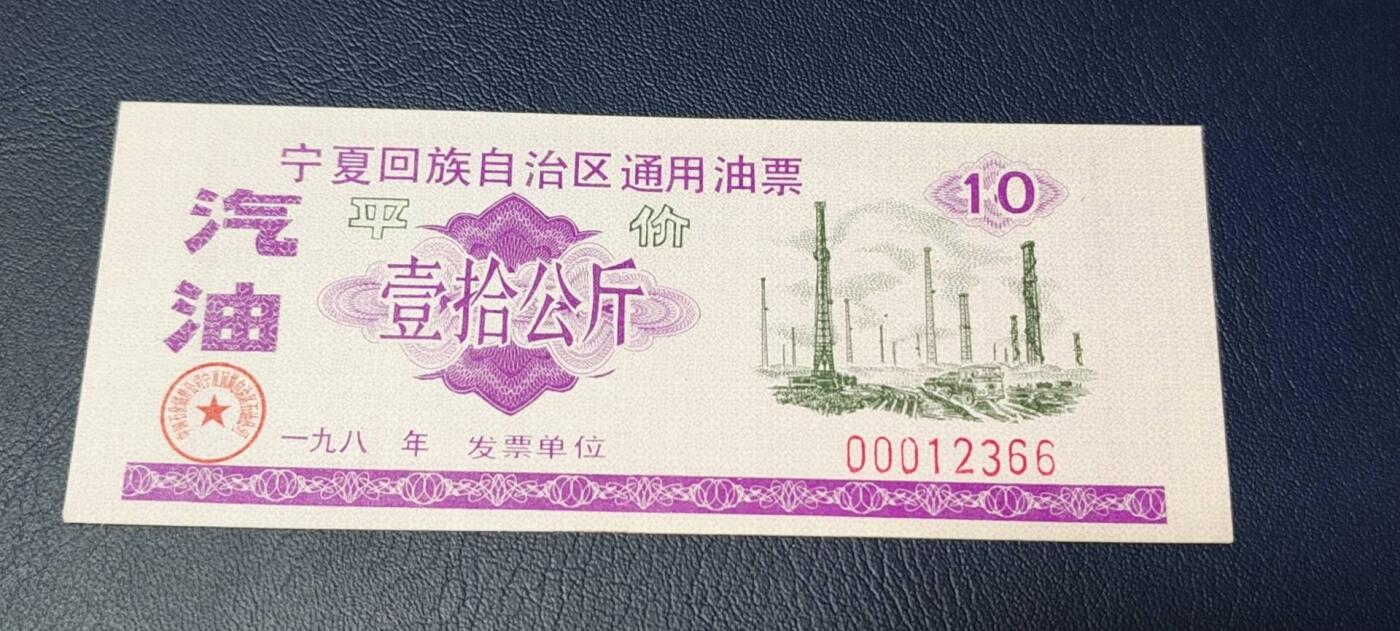 宁夏回族自治区通用油票
10
汽油
平价
壹拾公斤
一九八 年 发票单位
00012366